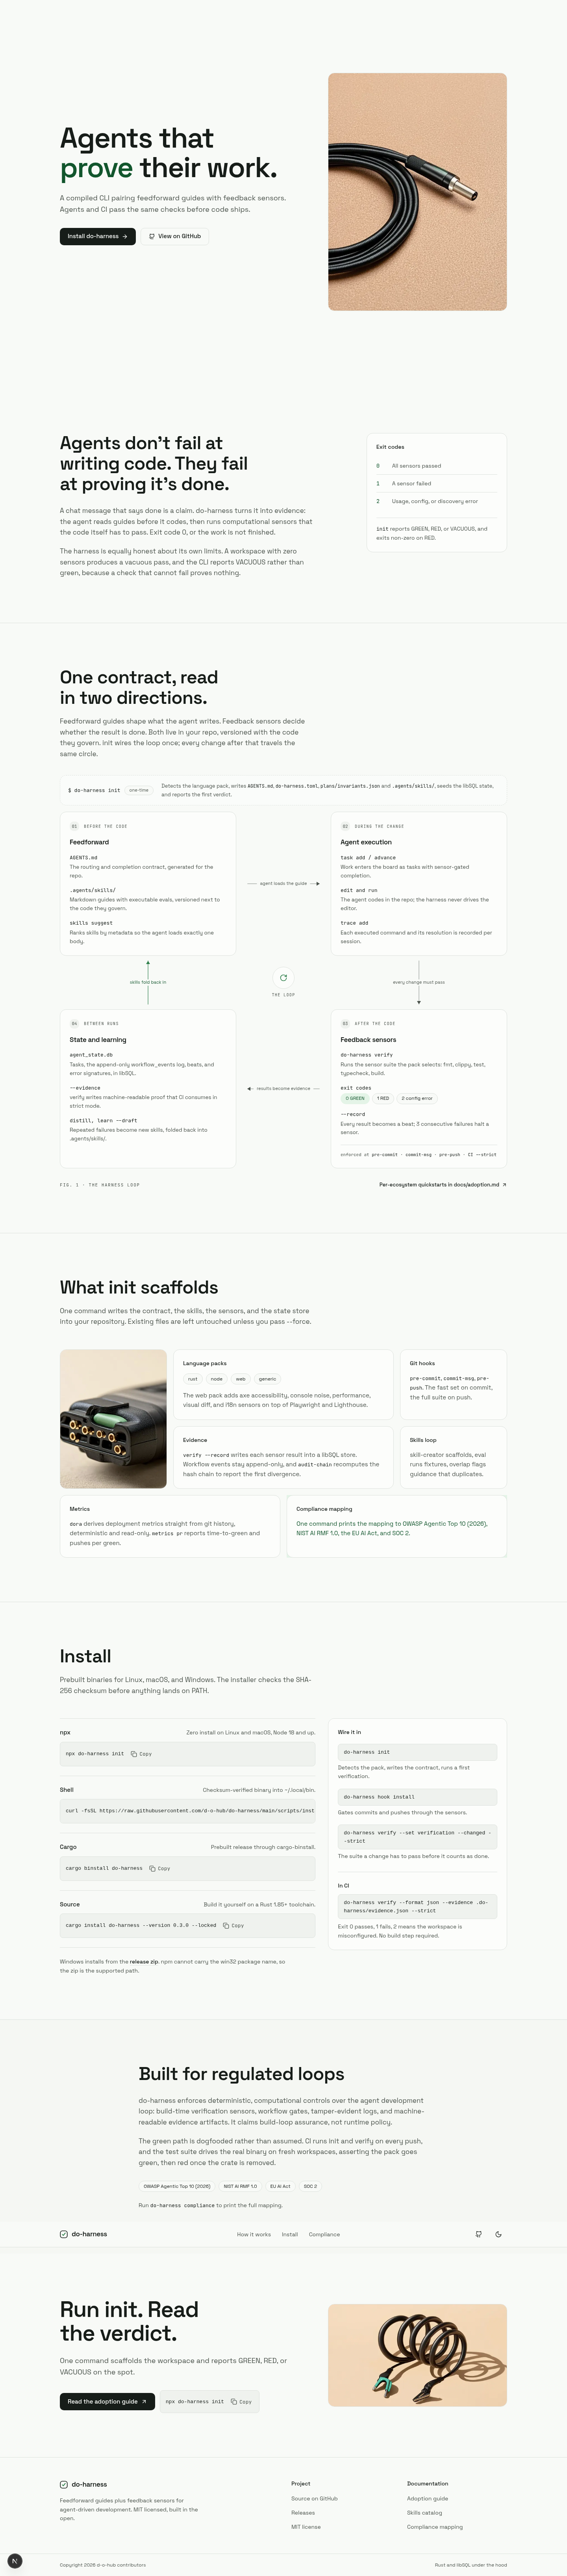 Agents that
prove their work.
A compiled CLI pairing feedforward guides with feedback sensors.
Agents and CI pass the same checks before code ships.
Install do-harness
View on GitHub
Agents don't fail at
writing code. They fail
at proving it's done.
A chat message that says done is a claim. do-harness turns it into evidence:
the agent reads guides before it codes, then runs computational sensors that
the code itself has to pass. Exit code 0, or the work is not finished.
The harness is equally honest about its own limits. A workspace with zero
sensors produces a vacuous pass, and the CLI reports VACUOUS rather than
green, because a check that cannot fail proves nothing.
Exit codes
0 All sensors passed
1 A sensor failed
2 Usage, config, or discovery error
init reports GREEN, RED, or VACUOUS, and
exits non-zero on RED.
One contract, read
in two directions.
Feedforward guides shape what the agent writes. Feedback sensors decide
whether the result is done. Both live in your repo, versioned with the code
they govern. Init wires the loop once; every change after that travels the
same circle.
$ do-harness init
one-time
Detects the language pack, writes AGENTS.md, do-harness.toml, plans/invariants.json and .agents/skills/, seeds the libSQL state,
and reports the first verdict.
01 BEFORE THE CODE
Feedforward
AGENTS.md
The routing and completion contract, generated for the
repo.
.agents/skills/
Markdown guides with executable evals, versioned next to
the code they govern.
skills suggest
Ranks skills by metadata so the agent loads exactly one
body.
agent loads the guide
02 DURING THE CHANGE
Agent execution
task add / advance
Work enters the board as tasks with sensor-gated
completion.
edit and run
The agent codes in the repo; the harness never drives the
editor.
trace add
Each executed command and its resolution is recorded per
session.
skills fold back in
THE LOOP
every change must pass
04 BETWEEN RUNS
State and learning
agent_state.db
Tasks, the append-only workflow_events log, beats, and
error signatures, in libSQL.
--evidence
verify writes machine-readable proof that CI consumes in
strict mode.
distill, learn --draft
Repeated failures become new skills, folded back into
.agents/skills/.
results become evidence
03 AFTER THE CODE
Feedback sensors
do-harness verify
Runs the sensor suite the pack selects: fmt, clippy, test,
typecheck, build.
exit codes
0 GREEN
1 RED
2 config error
--record
Every result becomes a beat; 3 consecutive failures halt a
sensor.
enforced at pre-commit · commit-msg · pre-push · CI --strict
FIG. 1 · THE HARNESS LOOP
Per-ecosystem quickstarts in docs/adoption.md
What init scaffolds
One command writes the contract, the skills, the sensors, and the state store
into your repository. Existing files are left untouched unless you pass --force.
Language packs
rust
node
web
generic
The web pack adds axe accessibility, console noise, performance,
visual diff, and i18n sensors on top of Playwright and Lighthouse.
Git hooks
pre-commit, commit-msg, pre-
push. The fast set on commit,
the full suite on push.
Evidence
verify --record writes each sensor result into a libSQL store.
Workflow events stay append-only, and audit-chain recomputes the
hash chain to report the first divergence.
Skills loop
skill-creator scaffolds, eval
runs fixtures, overlap flags
guidance that duplicates.
Metrics
dora derives deployment metrics straight from git history,
deterministic and read-only. metrics pr reports time-to-green and
pushes per green.
Compliance mapping
One command prints the mapping to OWASP Agentic Top 10 (2026),
NIST AI RMF 1.0, the EU AI Act, and SOC 2.
Install
Prebuilt binaries for Linux, macOS, and Windows. The installer checks the SHA-
256 checksum before anything lands on PATH.
npx
Zero install on Linux and macOS, Node 18 and up.
npx do-harness init
Copy
Shell
Checksum-verified binary into ~/.local/bin.
curl -fsSL https://raw.githubusercontent.com/d-o-hub/do-harness/main/scripts/inst
Cargo
Prebuilt release through cargo-binstall.
cargo binstall do-harness
Copy
Source
Build it yourself on a Rust 1.85+ toolchain.
cargo install do-harness --version 0.3.0 --locked
Copy
Windows installs from the release zip. npm cannot carry the win32 package name, so
the zip is the supported path.
Wire it in
do-harness init
Detects the pack, writes the contract, runs a first
verification.
do-harness hook install
Gates commits and pushes through the sensors.
do-harness verify --set verification --changed -
-strict
The suite a change has to pass before it counts as done.
In CI
do-harness verify --format json --evidence .do-
harness/evidence.json --strict
Exit 0 passes, 1 fails, 2 means the workspace is
misconfigured. No build step required.
Built for regulated loops
do-harness enforces deterministic, computational controls over the agent development
loop: build-time verification sensors, workflow gates, tamper-evident logs, and machine-
readable evidence artifacts. It claims build-loop assurance, not runtime policy.
The green path is dogfooded rather than assumed. CI runs init and verify on every push,
and the test suite drives the real binary on fresh workspaces, asserting the pack goes
green, then red once the crate is removed.
OWASP Agentic Top 10 (2026)
NIST AI RMF 1.0
EU AI Act
SOC 2
Run do-harness compliance to print the full mapping.
do-harness
How it works
Install
Compliance
Run init. Read
the verdict.
One command scaffolds the workspace and reports GREEN, RED, or
VACUOUS on the spot.
Read the adoption guide
npx do-harness init
Copy
do-harness
Feedforward guides plus feedback sensors for
agent-driven development. MIT licensed, built in the
open.
Project
Source on GitHub
Releases
MIT license
Documentation
Adoption guide
Skills catalog
Compliance mapping
Copyright 2026 d-o-hub contributors
Rust and libSQL under the hood